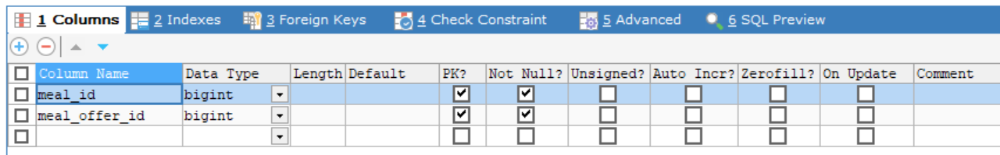 1 Columns 2 Indexes 3 Foreign Keys 4 Check Constraint 5 Advanced 6 SQL Preview
Column Name Data Type Length Default PK? Not Null? Unsigned? Auto Incr? Zerofill? On Update Comment
meal_id bigint
meal_offer_id bigint